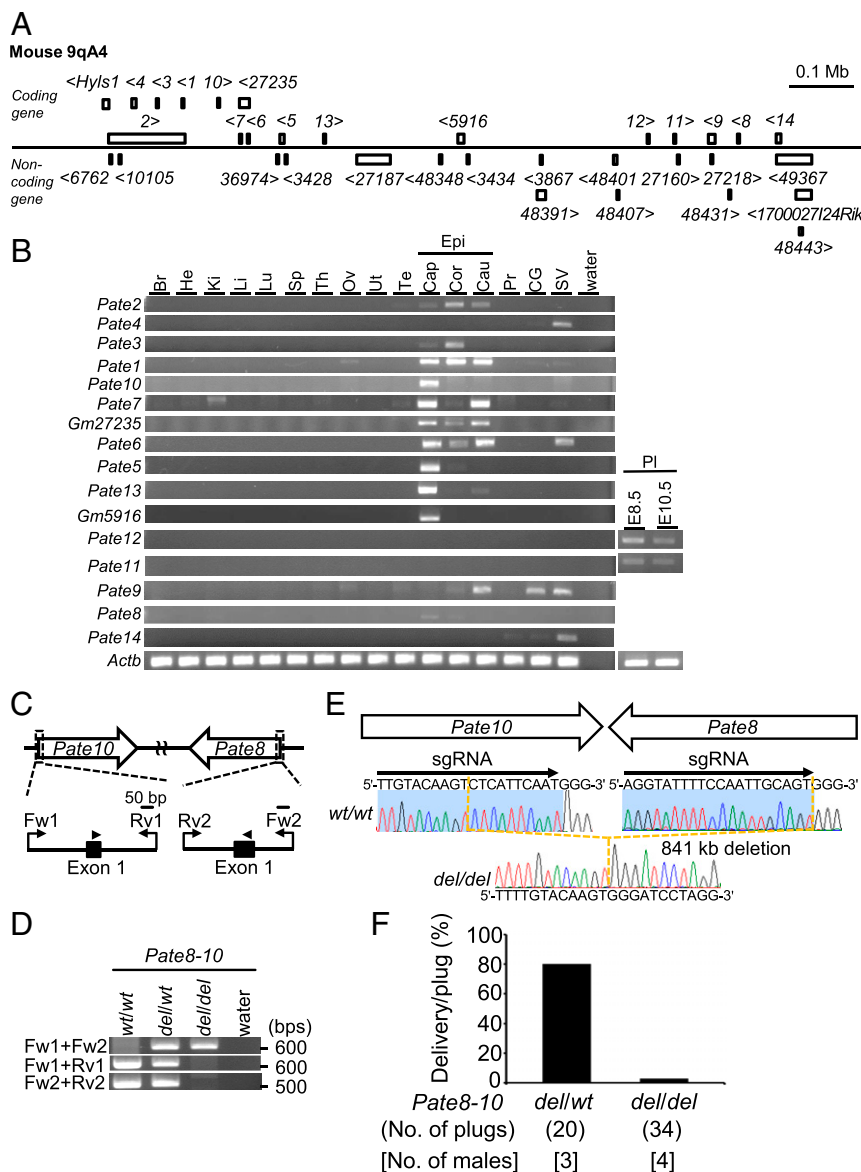 A
Mouse 9qA4
<Hyls1 <4 <3 <1 10> <27235
0.1 Mb
Coding gene
2> <7 <6 <5 13> <5916 12> 11> <9 <8 <14
Non-coding gene
<6762 <10105 36974> <3428 <27187 <48348 <3434 <3867 <48401 27160> 27218> <49367
48391> 48407> 48431> <1700027I24Rik
48443>
B
Epi
Br He Ki Li Lu Sp Th Ov Ut Te Cap Cor Cau Pr CG SV water
Pate2
Pate4
Pate3
Pate1
Pate10
Pate7
Gm27235
Pate6
Pate5
Pate13
Gm5916
Pate12
Pate11
Pate9
Pate8
Pate14
Actb
Pl
E8.5 E10.5
C
Pate10 Pate8
50 bp
Fw1 Rv1 Rv2 Fw2
Exon 1 Exon 1
D
Pate8-10
wt/wt del/wt del/del water
(bps)
Fw1+Fw2 600
Fw1+Rv1 600
Fw2+Rv2 500
E
Pate10 Pate8
sgRNA sgRNA
5'-TTGTACAAGTCTCATTCAATGGG-3' 5'-AGGTATTTTCCAATTGCAGTGGG-3'
wt/wt
841 kb deletion
del/del
5'-TTTTGTACAAGTGGGATCCTAGG-3'
F
Delivery/plug (%)
100
80
60
40
20
0
Pate8-10 del/wt del/del
(No. of plugs) (20) (34)
[No. of males] [3] [4]